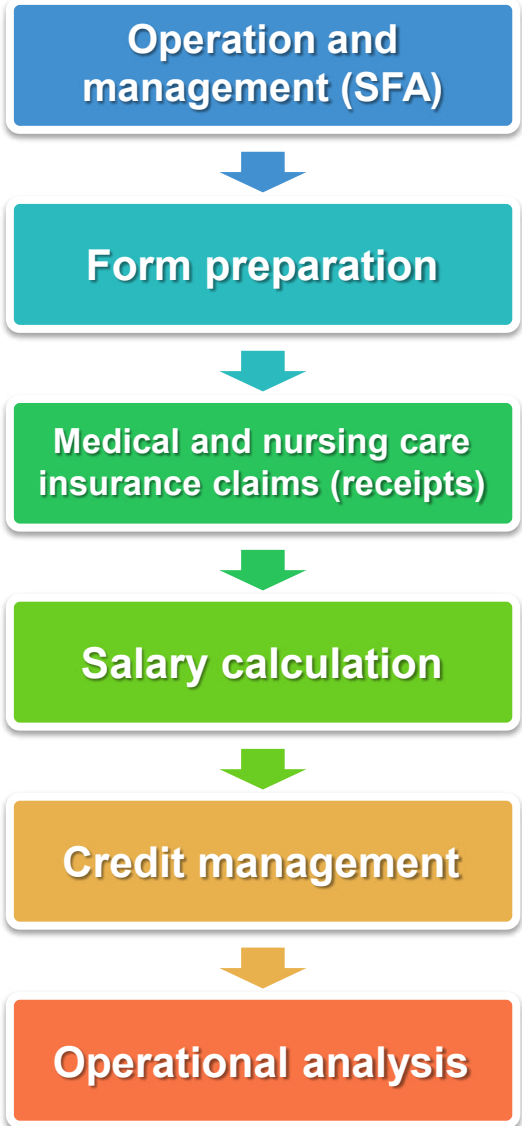 Operation and
management (SFA)
Form preparation
Medical and nursing care
insurance claims (receipts)
Salary calculation
Credit management
Operational analysis